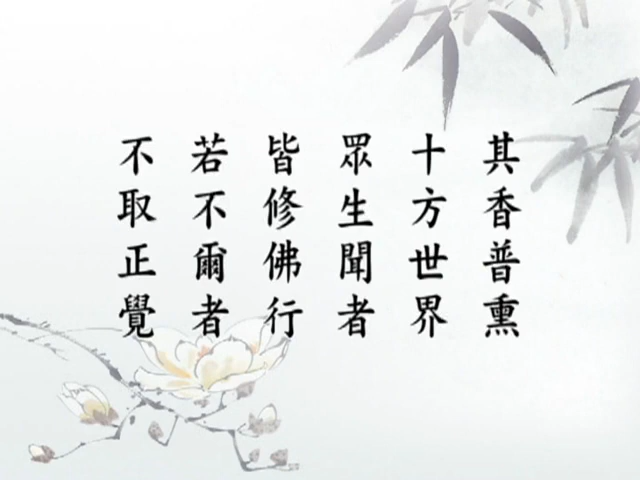 其香普熏
十方世界
眾生聞者
皆修佛行
若不爾者
不取正覺